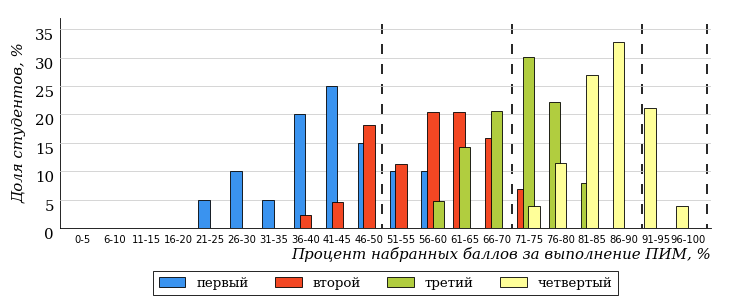 Доля студентов, %
35
30
25
20
15
10
5
0
0-5 6-10 11-15 16-20 21-25 26-30 31-35 36-40 41-45 46-50 51-55 56-60 61-65 66-70 71-75 76-80 81-85 86-90 91-95 96-100
Процент набранных баллов за выполнение ПИМ, %
первый второй третий четвертый